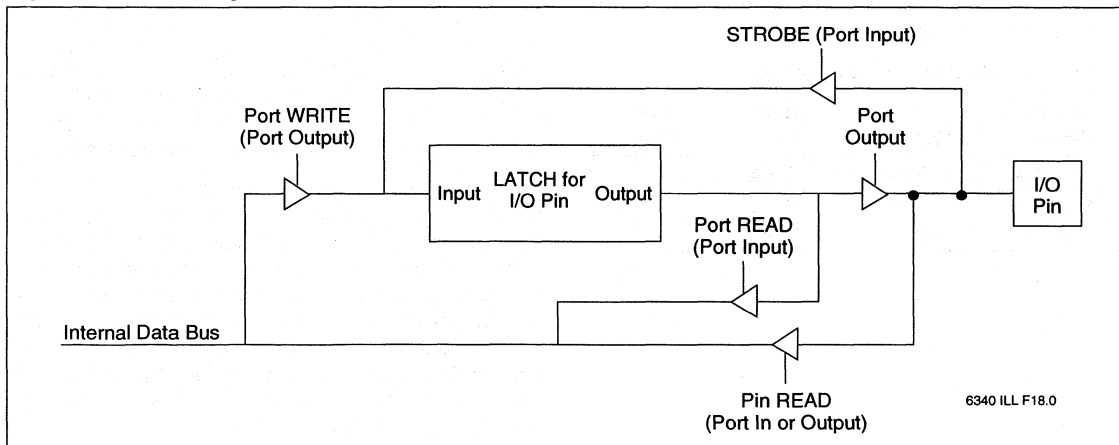 STROBE (Port Input)
Port WRITE
(Port Output)
Port
Output
Input
LATCH for
I/O Pin
Output
I/O
Pin
Port READ
(Port Input)
Internal Data Bus
Pin READ
(Port In or Output)
6340 ILL F18.0